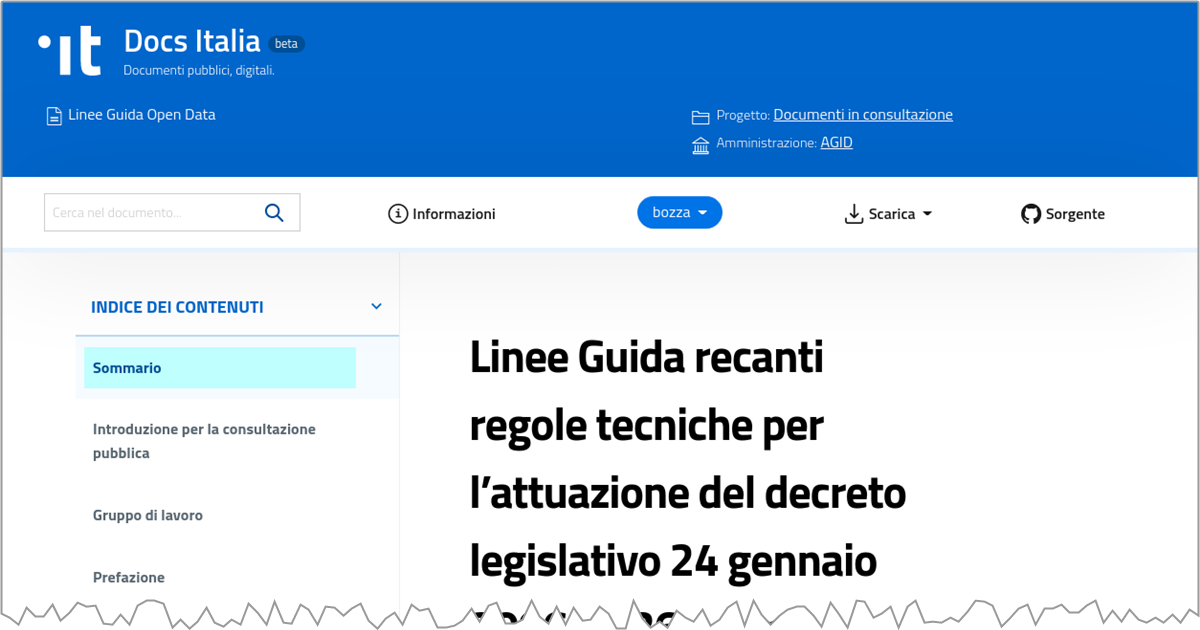 it
Docs Italia beta
Documenti pubblici, digitali.
Linee Guida Open Data
Progetto: Documenti in consultazione
Amministrazione: AGID
Cerca nel documento...
Informazioni
bozza
Scarica
Sorgente
INDICE DEI CONTENUTI
Sommario
Introduzione per la consultazione
pubblica
Gruppo di lavoro
Prefazione
Linee Guida recanti
regole tecniche per
l’attuazione del decreto
legislativo 24 gennaio